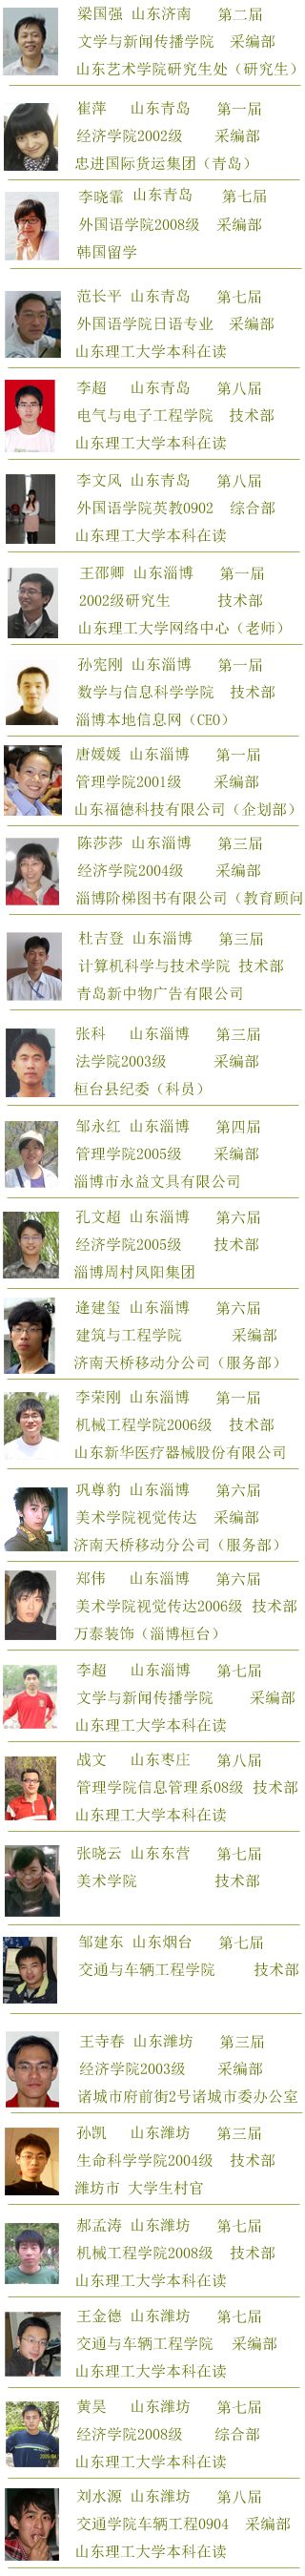 梁国强 山东济南 第二届
文学与新闻传播学院 采编部
山东艺术学院研究生处（研究生）
崔萍 山东青岛 第一届
经济学院2002级 采编部
忠进国际货运集团（青岛）
李晓霏 山东青岛 第七届
外国语学院2008级 采编部
韩国留学
范长平 山东青岛 第七届
外国语学院日语专业 采编部
山东理工大学本科在读
李超 山东青岛 第八届
电气与电子工程学院 技术部
山东理工大学本科在读
李文风 山东青岛 第八届
外国语学院英教0902 综合部
山东理工大学本科在读
王邵卿 山东淄博 第一届
2002级研究生 技术部
山东理工大学网络中心（老师）
孙宪刚 山东淄博 第一届
数学与信息科学学院 技术部
淄博本地信息网（CEO）
唐媛媛 山东淄博 第一届
管理学院2001级 采编部
山东福德科技有限公司（企划部）
陈莎莎 山东淄博 第三届
经济学院2004级 采编部
淄博阶梯图书有限公司（教育顾问
杜吉登 山东淄博 第三届
计算机科学与技术学院 技术部
青岛新中物广告有限公司
张科 山东淄博 第三届
法学院2003级 采编部
桓台县纪委（科员）
邹永红 山东淄博 第四届
管理学院2005级 采编部
淄博市永益文具有限公司
孔文超 山东淄博 第六届
经济学院2005级 技术部
淄博周村凤阳集团
逄建玺 山东淄博 第六届
建筑与工程学院 采编部
济南天桥移动分公司（服务部）
李荣刚 山东淄博 第一届
机械工程学院2006级 技术部
山东新华医疗器械股份有限公司
巩尊豹 山东淄博 第六届
美术学院视觉传达 采编部
济南天桥移动分公司（服务部）
郑伟 山东淄博 第六届
美术学院视觉传达2006级 技术部
万泰装饰（淄博桓台）
李超 山东淄博 第七届
文学与新闻传播学院 采编部
山东理工大学本科在读
战文 山东枣庄 第八届
管理学院信息管理系08级 技术部
山东理工大学本科在读
张晓云 山东东营 第七届
美术学院 技术部
邹建东 山东烟台 第七届
交通与车辆工程学院 技术部
王寺春 山东潍坊 第三届
经济学院2003级 采编部
诸城市府前街2号诸城市委办公室
孙凯 山东潍坊 第三届
生命科学学院2004级 技术部
潍坊市 大学生村官
郝孟涛 山东潍坊 第七届
机械工程学院2008级 技术部
山东理工大学本科在读
王金德 山东潍坊 第七届
交通与车辆工程学院 采编部
山东理工大学本科在读
黄昊 山东潍坊 第七届
经济学院2008级 综合部
山东理工大学本科在读
刘水源 山东潍坊 第八届
交通学院车辆工程0904 采编部
山东理工大学本科在读